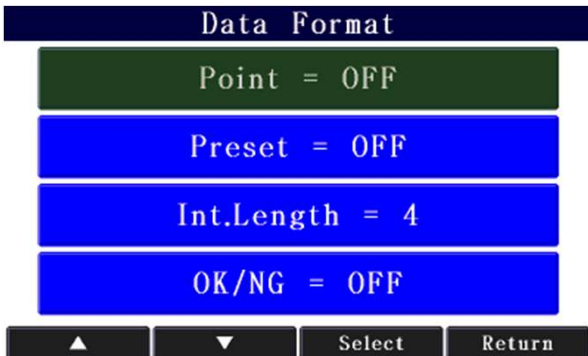 Data Format
Point = OFF
Preset = OFF
Int.Length = 4
OK/NG = OFF
▲ ▼ Select Return